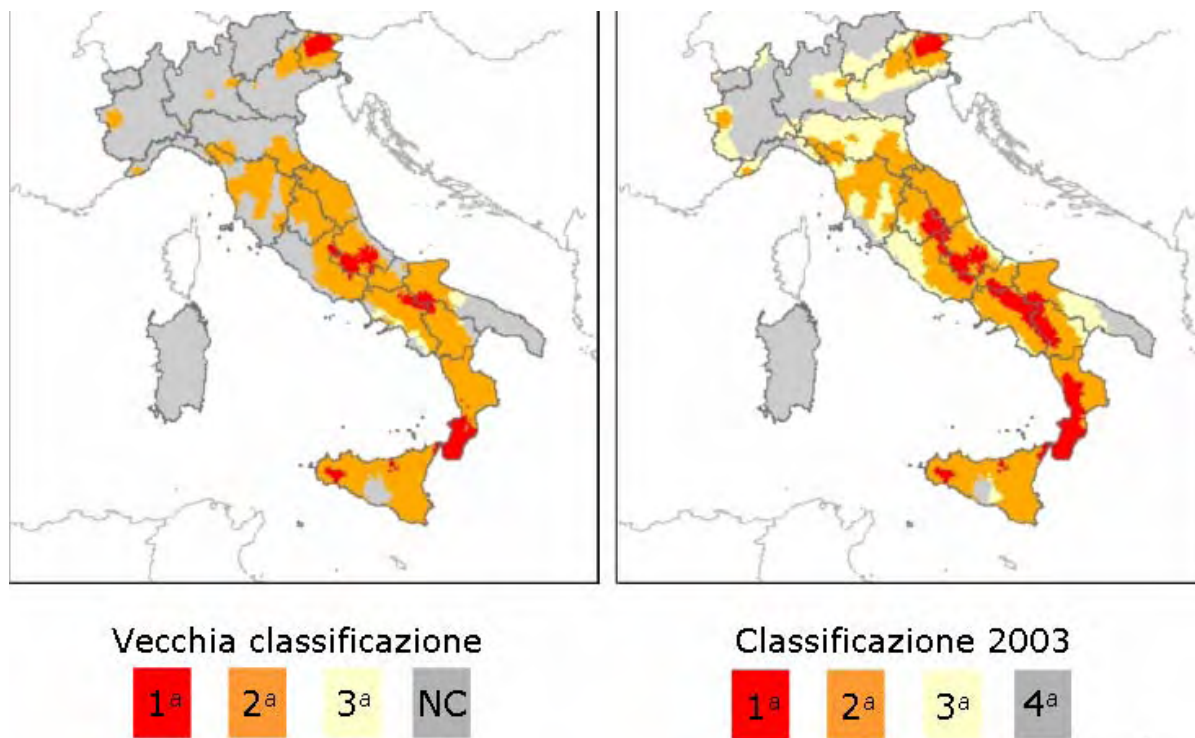 Vecchia classificazione
1ª 2ª 3ª NC
Classificazione 2003
1ª 2ª 3ª 4ª